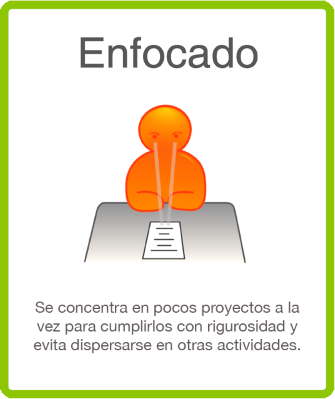 Enfocado
Se concentra en pocos proyectos a la
vez para cumplirlos con rigurosidad y
evita dispersarse en otras actividades.